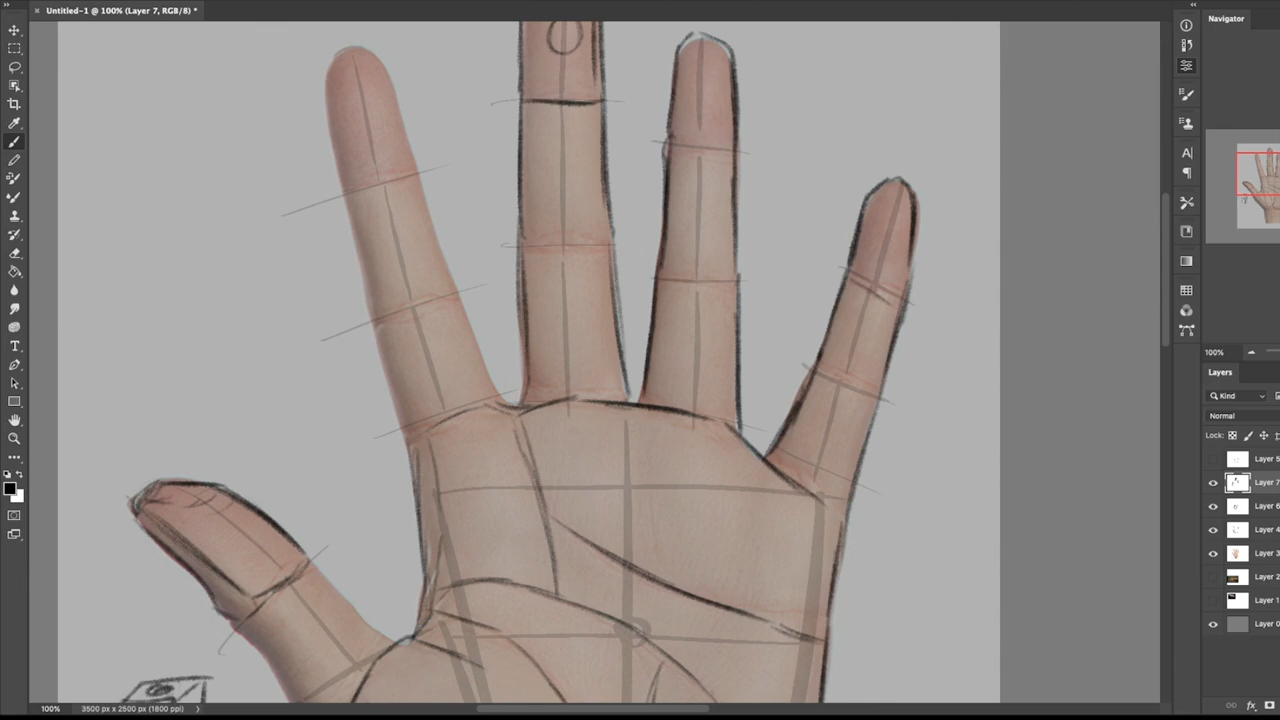 Untitled-1 @ 100% (Layer 7, RGB/8) *
Navigator
100%
Layers
Kind
Normal
Lock:
Layer 5
Layer 7
Layer 6
Layer 4
Layer 3
Layer 2
Layer 1
Layer 0
fx
100%
3500 px x 2500 px (1800 ppi)